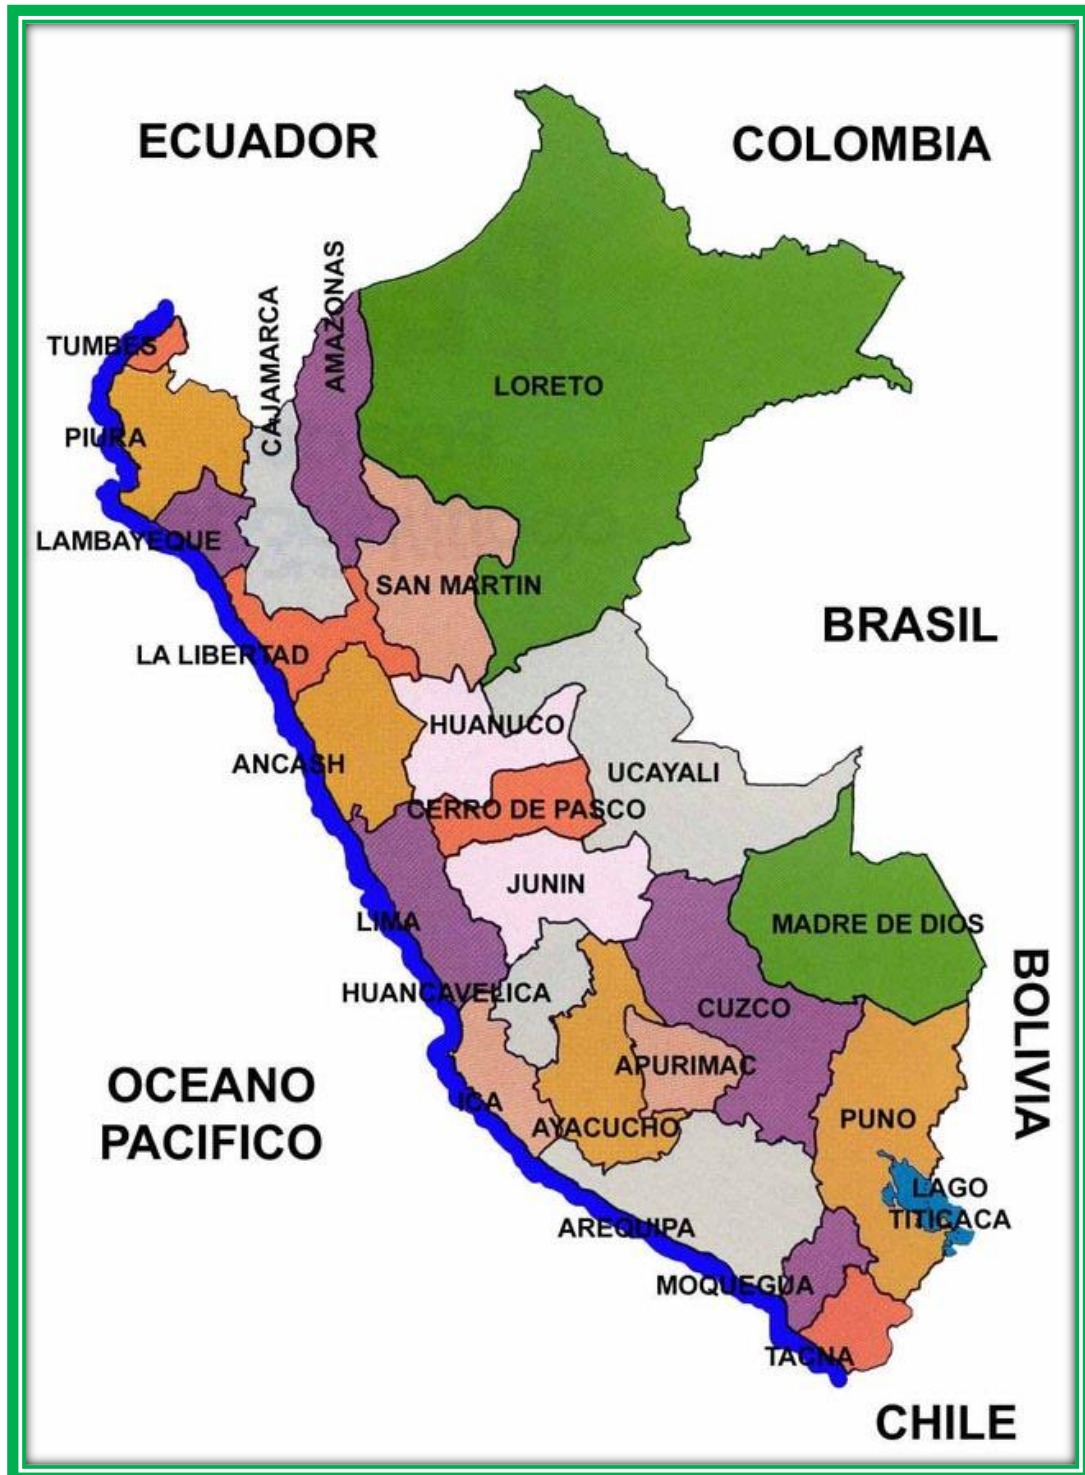 ECUADOR
COLOMBIA
AMAZONAS
CAJAMARCA
TUMBES
LORETO
PIURA
LAMBAYEQUE
SAN MARTIN
BRASIL
LA LIBERTAD
HUANUCO
ANCASH
UCAYALI
CERRO DE PASCO
JUNIN
LIMA
MADRE DE DIOS
HUANCAVELICA
CUZCO
BOLIVIA
APURIMAC
OCEANO
PACIFICO
ICA
AYACUCHO
PUNO
LAGO
TITICACA
AREQUIPA
MOQUEGUA
TACNA
CHILE